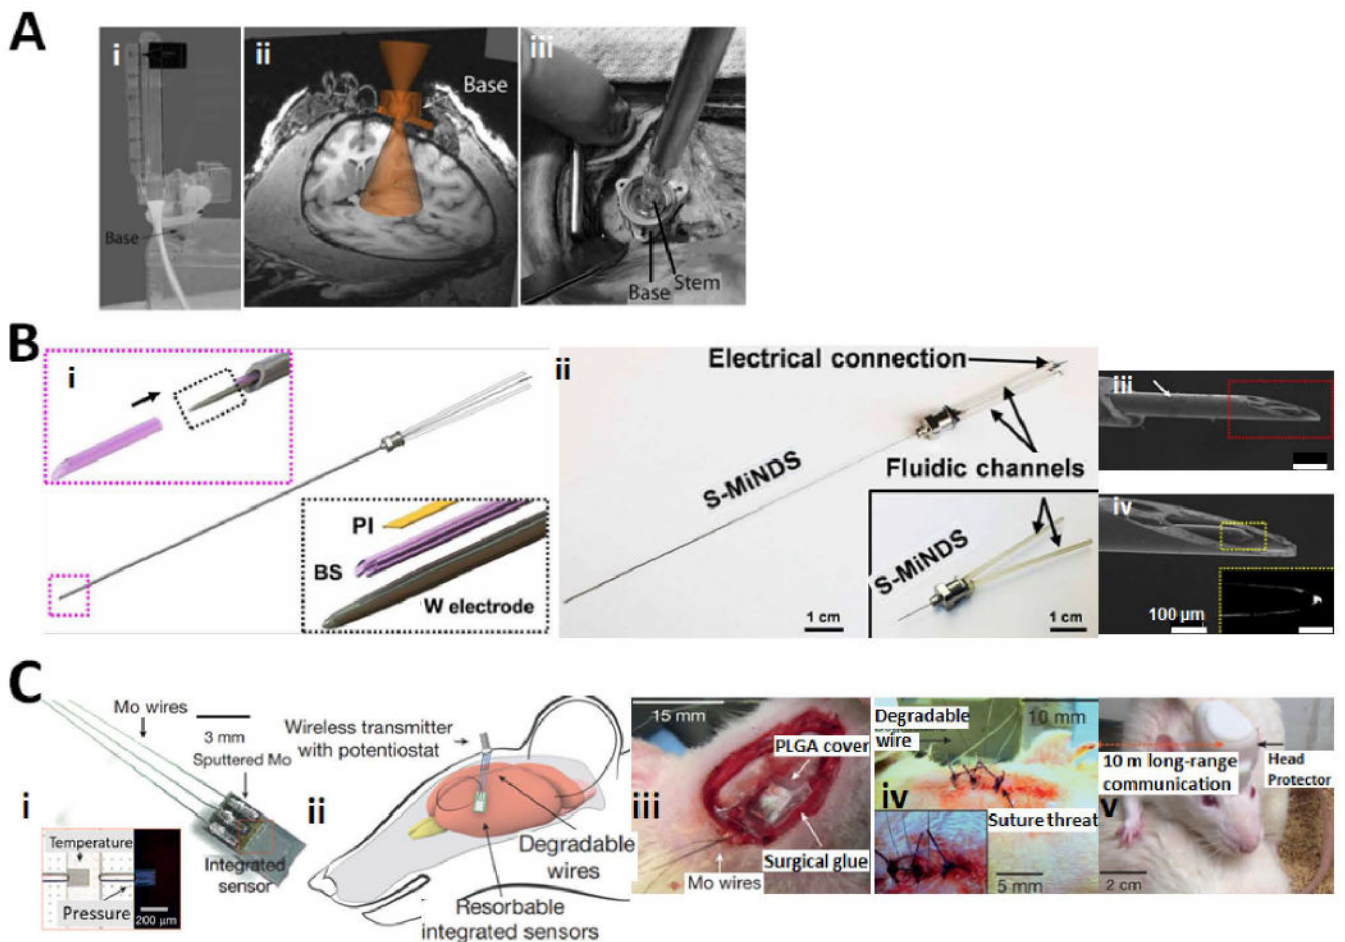 A
i
ii
iii
Base
Base
Base
Stem
B
i
PI
BS
W electrode
ii
Electrical connection
Fluidic channels
S-MiNDS
S-MiNDS
1 cm
1 cm
iii
iv
100 µm
C
Mo wires
3 mm
Sputtered Mo
i
Temperature
Pressure
Integrated
sensor
200 µm
ii
Wireless transmitter
with potentiostat
Degradable
wires
Resorbable
integrated sensors
iii
15 mm
PLGA cover
Surgical glue
Mo wires
iv
Degradable
wire
10 mm
Suture threat
5 mm
v
10 m long-range
communication
Head
Protector
2 cm